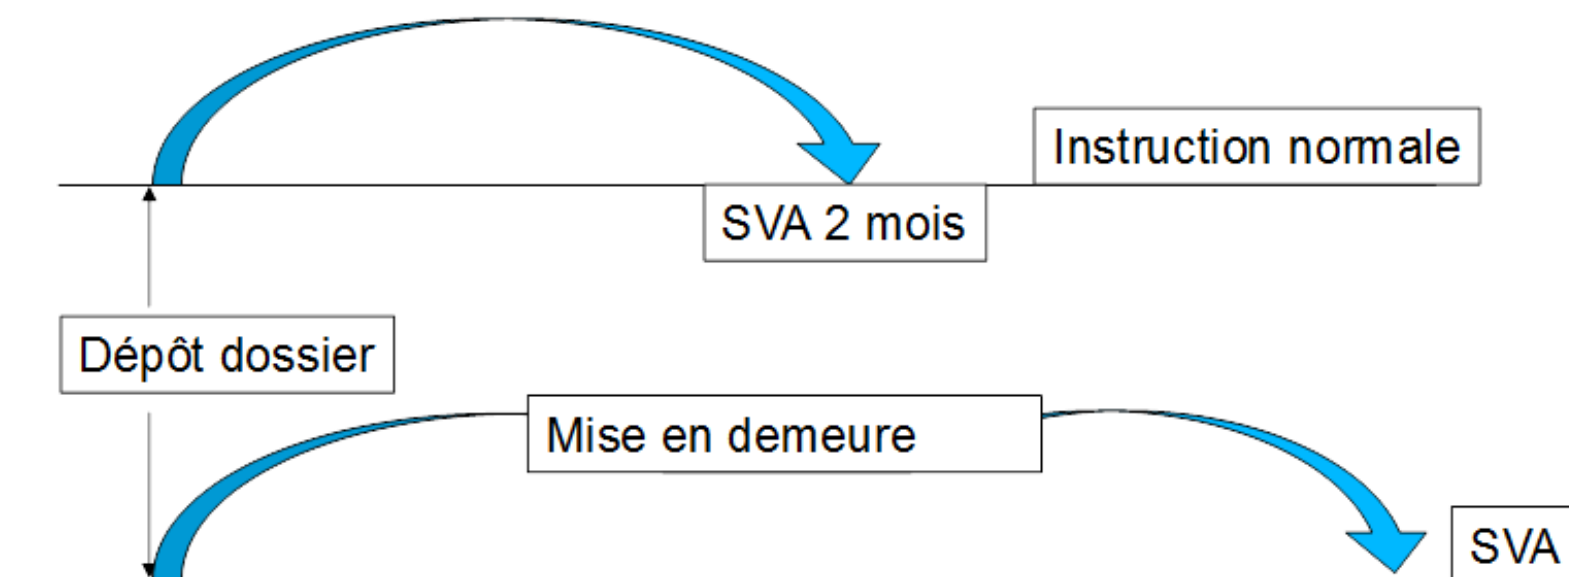 Instruction normale
SVA 2 mois
Dépôt dossier
Mise en demeure
SVA